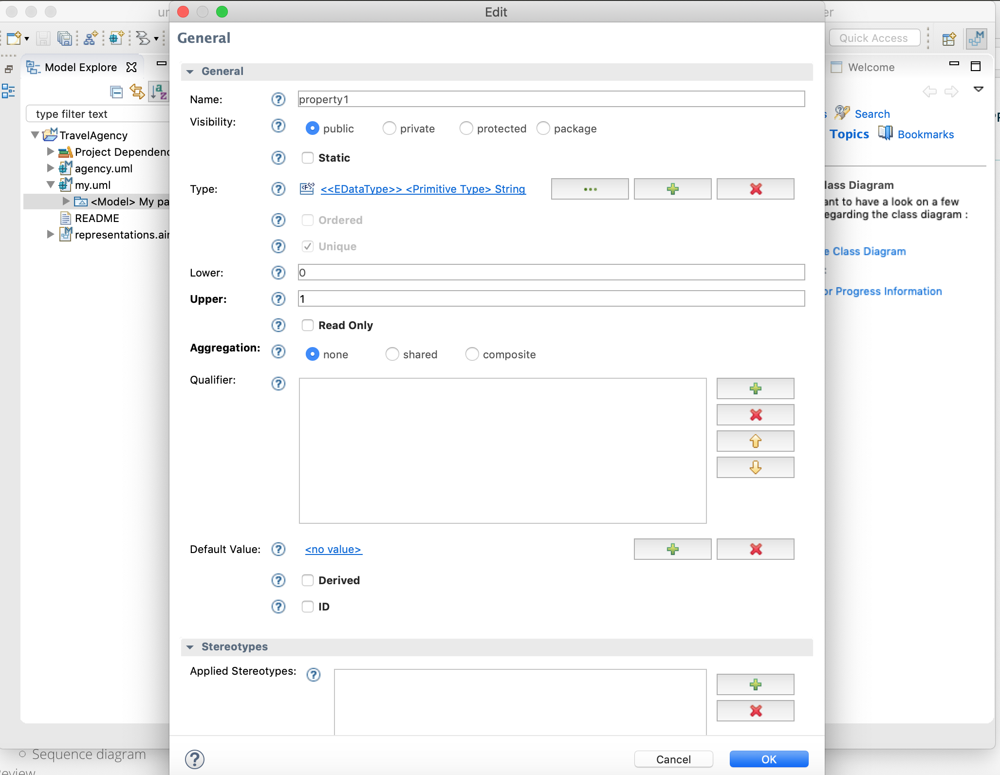 Edit
General
Quick Access
Model Explore
General
Welcome
Name:
property1
type filter text
Search
Visibility:
public
private
protected
package
TravelAgency
Topics
Bookmarks
Project Dependenc
Static
agency.uml
my.uml
Type:
<<EDataType>> <Primitive Type> String
...
lass Diagram
<Model> My pa
ant to have a look on a few
egarding the class diagram :
README
Ordered
representations.air
Unique
e Class Diagram
Lower:
0
Upper:
1
or Progress Information
Read Only
Aggregation:
none
shared
composite
Qualifier:
Default Value:
<no value>
Derived
ID
Stereotypes
Applied Stereotypes:
Sequence diagram
Cancel
OK
eview